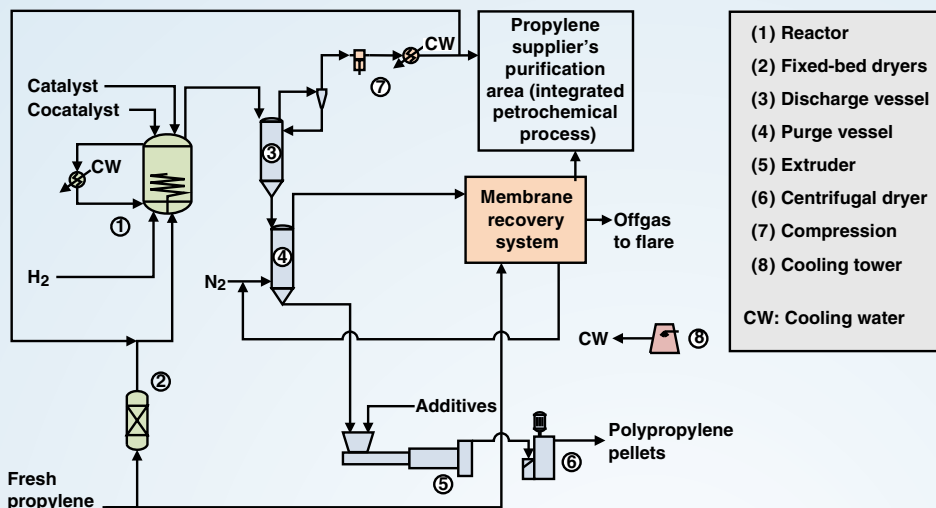 Propylene
supplier's
purification
area (integrated
petrochemical
process)
(1) Reactor
(2) Fixed-bed dryers
(3) Discharge vessel
(4) Purge vessel
(5) Extruder
(6) Centrifugal dryer
(7) Compression
(8) Cooling tower
CW: Cooling water
CW
7
Catalyst
Cocatalyst
CW
1
3
4
H2
N2
Membrane
recovery
system
Offgas
to flare
CW
8
2
Additives
5
6
Polypropylene
pellets
Fresh
propylene